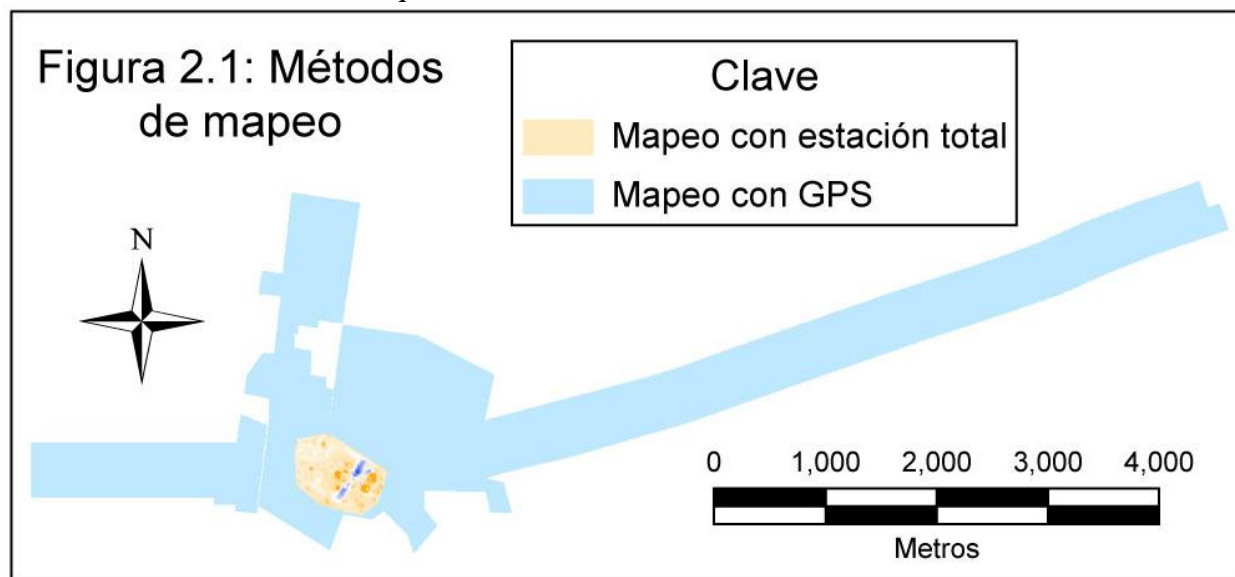 Figura 2.1: Métodos
de mapeo
Clave
Mapeo con estación total
Mapeo con GPS
N
0 1,000 2,000 3,000 4,000
Metros